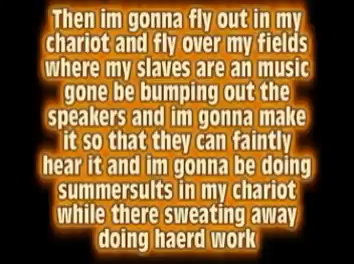 Then im gonna fly out in my
chariot and fly over my fields
where my slaves are an music
gone be bumping out the
speakers and im gonna make
it so that they can faintly
hear it and im gonna be doing
summersults in my chariot
while there sweating away
doing haerd work